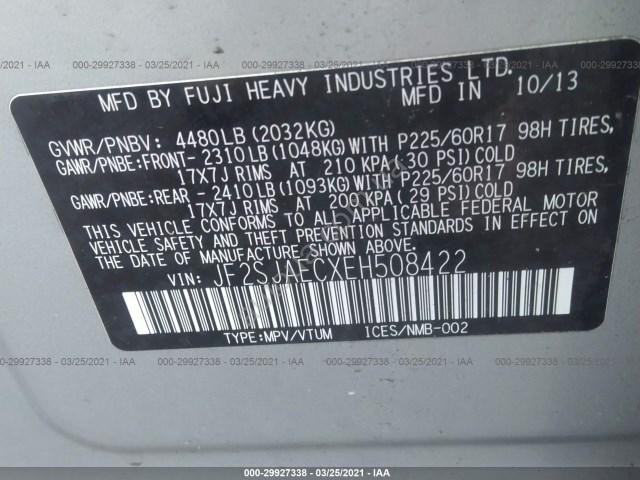 000-29927338 - 03/25/2021 - IAA
MFD BY FUJI HEAVY INDUSTRIES LTD.
MFD IN 10/13
GVWR/PNBV: 4480LB (2032KG)
GAWR/PNBE:FRONT- 2310LB (1048KG)WITH P225/60R17 98H TIRES,
17X7J RIMS AT 210 KPA(30 PSI)COLD
GAWR/PNBE:REAR - 2410LB (1093KG)WITH P225/60R17 98H TIRES,
17X7J RIMS AT 200 KPA(29 PSI)COLD
THIS VEHICLE CONFORMS TO ALL APPLICABLE FEDERAL MOTOR
VEHICLE SAFETY AND THEFT PREVENTION STANDARDS IN EFFECT ON
THE DATE OF MANUFACTURE SHOWN ABOVE.
VIN: JF2SJAECXEH508422
TYPE:MPV/VTUM ICES/NMB-002
000-29927338 - 03/25/2021 - IAA